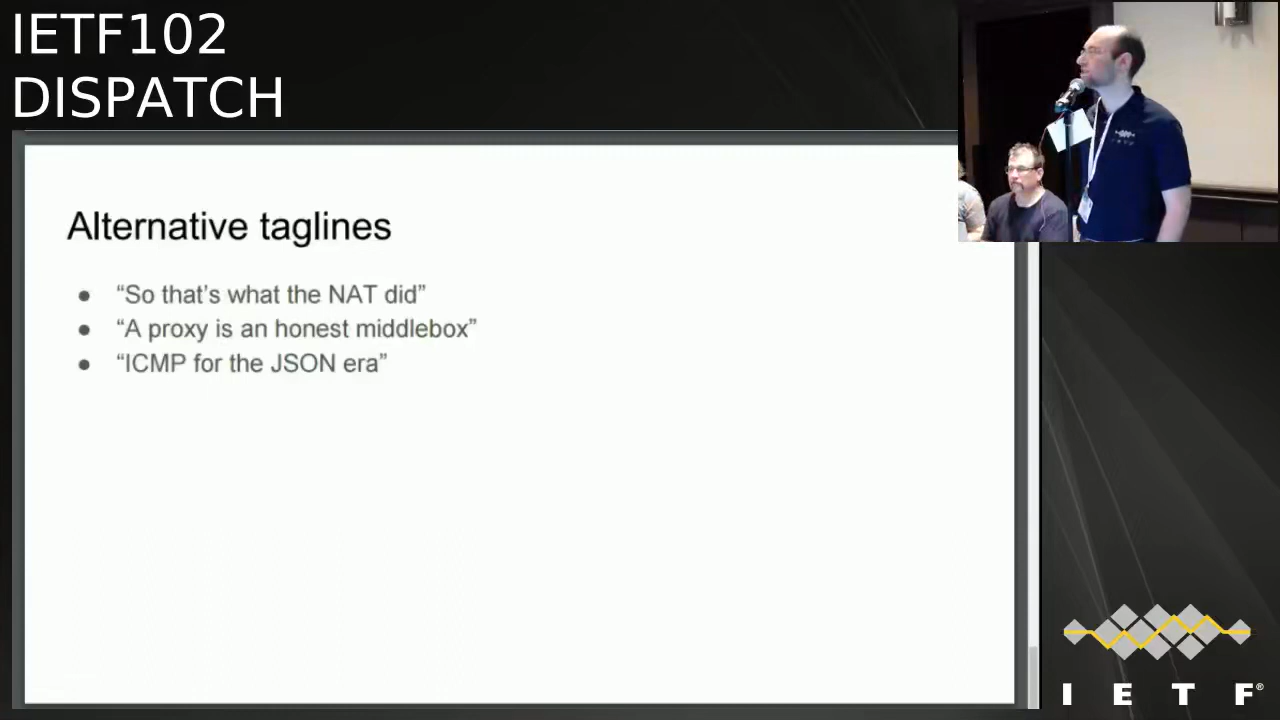 IETF102
DISPATCH
Alternative taglines
● “So that’s what the NAT did”
● “A proxy is an honest middlebox”
● “ICMP for the JSON era”
I E T F®